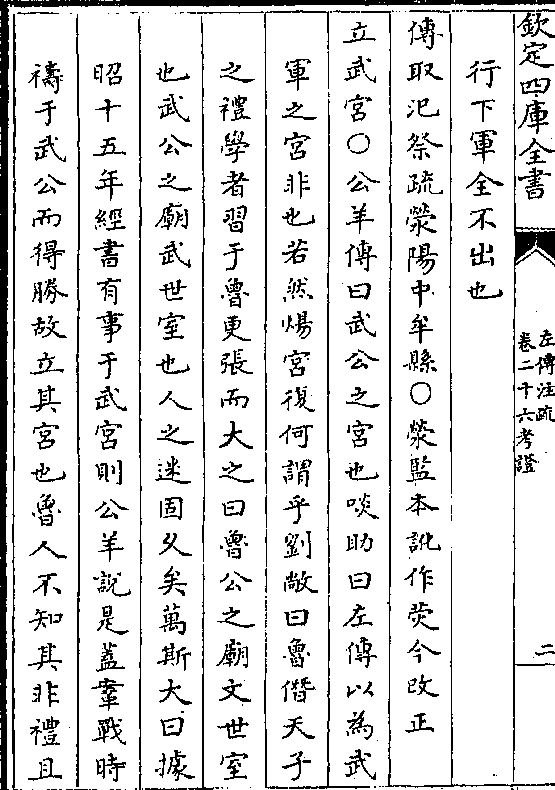 欽定四庫全書
左傳注疏
卷二十六考證
二
行下軍全不出也
傳取汜祭疏滎陽中牟縣○滎監本訛作熒今改正
立武宮○公羊傳曰武公之宮也啖助曰左傳以為武
軍之宮非也若然煬宮復何謂乎劉敞曰魯僭天子
之禮學者習于魯更張而大之曰魯公之廟文世室
也武公之廟武世室也人之迷固久矣萬斯大曰據
昭十五年經書有事于武宮則公羊說是蓋鞌戰時
禱于武公而得勝故立其宮也魯人不知其非禮且